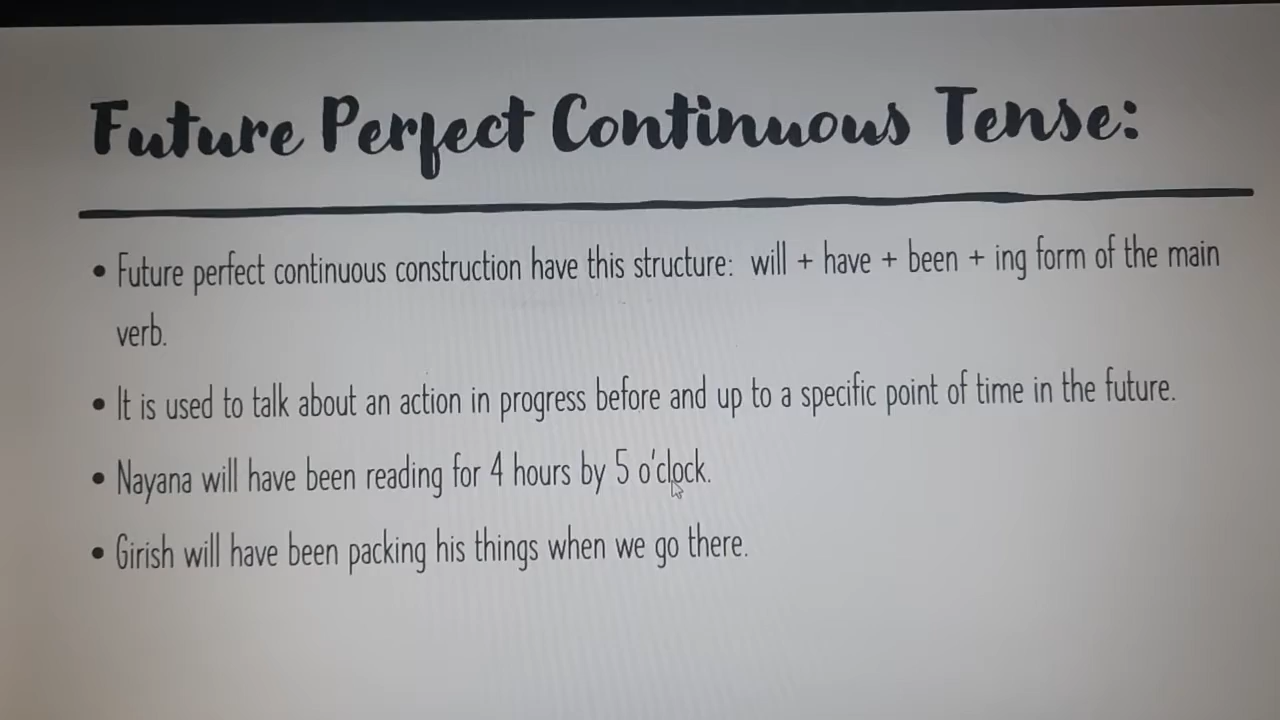 Future Perfect Continuous Tense:
• Future perfect continuous construction have this structure: will + have + been + ing form of the main
verb.
• It is used to talk about an action in progress before and up to a specific point of time in the future.
• Nayana will have been reading for 4 hours by 5 o'clock.
• Girish will have been packing his things when we go there.